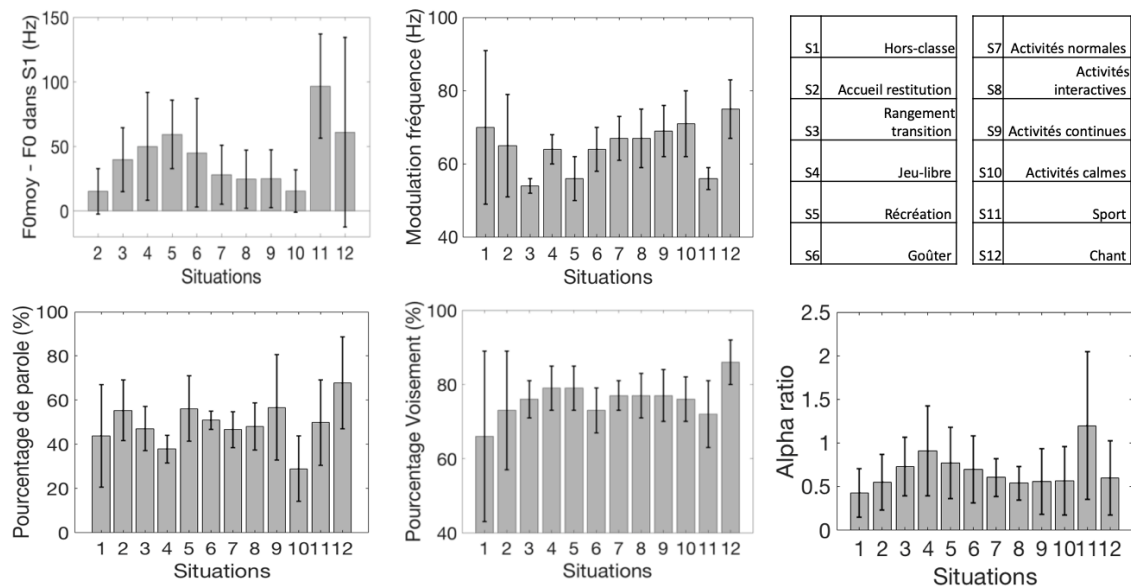 F0moy - F0 dans S1 (Hz)
150
100
50
0
2 3 4 5 6 7 8 9 10 11 12
Situations
Modulation fréquence (Hz)
100
80
60
40
1 2 3 4 5 6 7 8 9 10 11 12
Situations
S1 Hors-classe
S2 Accueil restitution
S3 Rangement
transition
S4 Jeu-libre
S5 Récréation
S6 Goûter
S7 Activités normales
S8 Activités
interactives
S9 Activités continues
S10 Activités calmes
S11 Sport
S12 Chant
Pourcentage de parole (%)
100
80
60
40
20
0
1 2 3 4 5 6 7 8 9 10 11 12
Situations
Pourcentage Voisement (%)
100
80
60
40
1 2 3 4 5 6 7 8 9 10 11 12
Situations
Alpha ratio
2.5
2
1.5
1
0.5
0
1 2 3 4 5 6 7 8 9 10 11 12
Situations